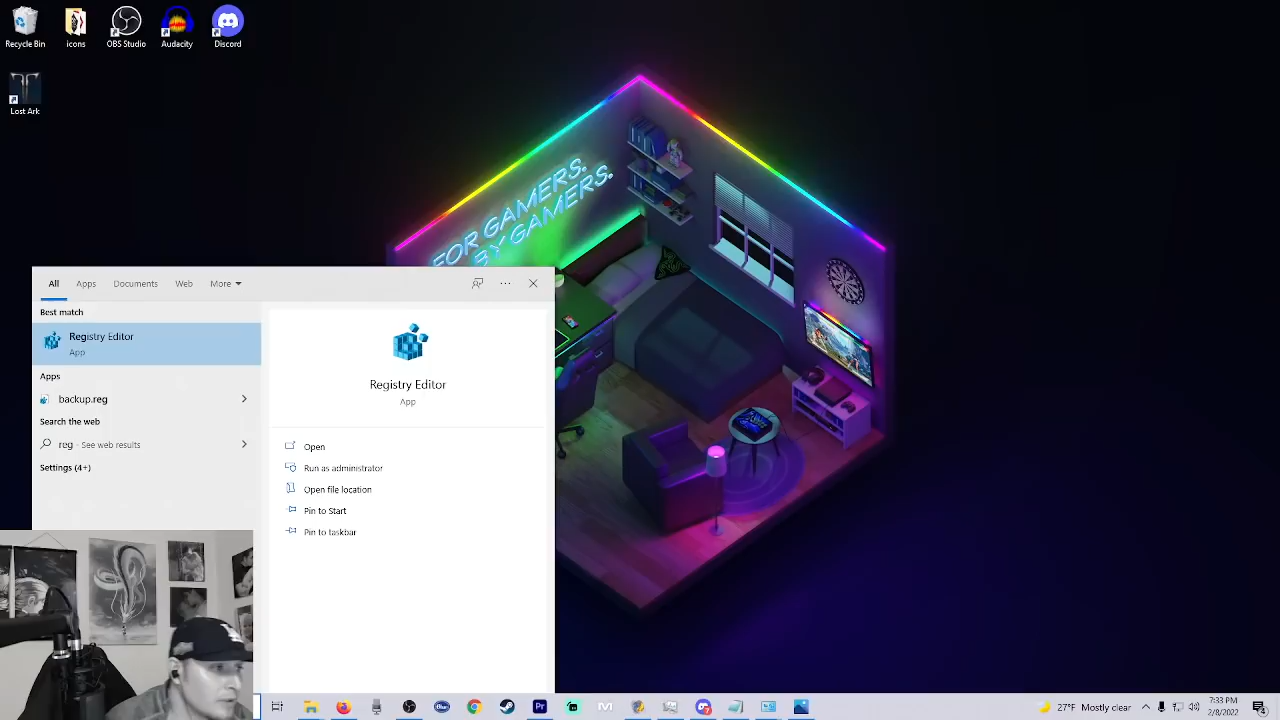 Recycle Bin
icons
OBS Studio
Audacity
Discord
Lost Ark
FOR GAMERS.
BY GAMERS.
All
Apps
Documents
Web
More
Best match
Registry Editor
App
Apps
backup.reg
Search the web
reg - See web results
Settings (4+)
Registry Editor
App
Open
Run as administrator
Open file location
Pin to Start
Pin to taskbar
27°F Mostly clear
7:33 PM
2/8/2022